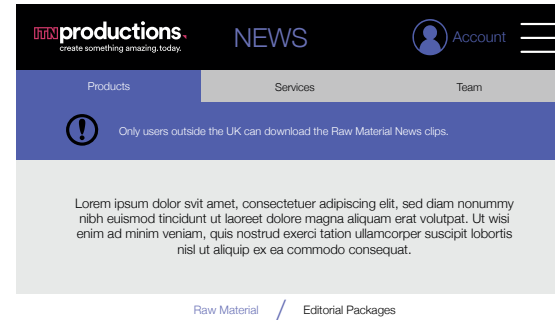 ITN productions.
create something amazing.today.
NEWS
Account
Products
Services
Team
Only users outside the UK can download the Raw Material News clips.
Lorem ipsum dolor svit amet, consectetuer adipiscing elit, sed diam nonummy
nibh euismod tincidunt ut laoreet dolore magna aliquam erat volutpat. Ut wisi
enim ad minim veniam, quis nostrud exerci tation ullamcorper suscipit lobortis
nisl ut aliquip ex ea commodo consequat.
Raw Material / Editorial Packages